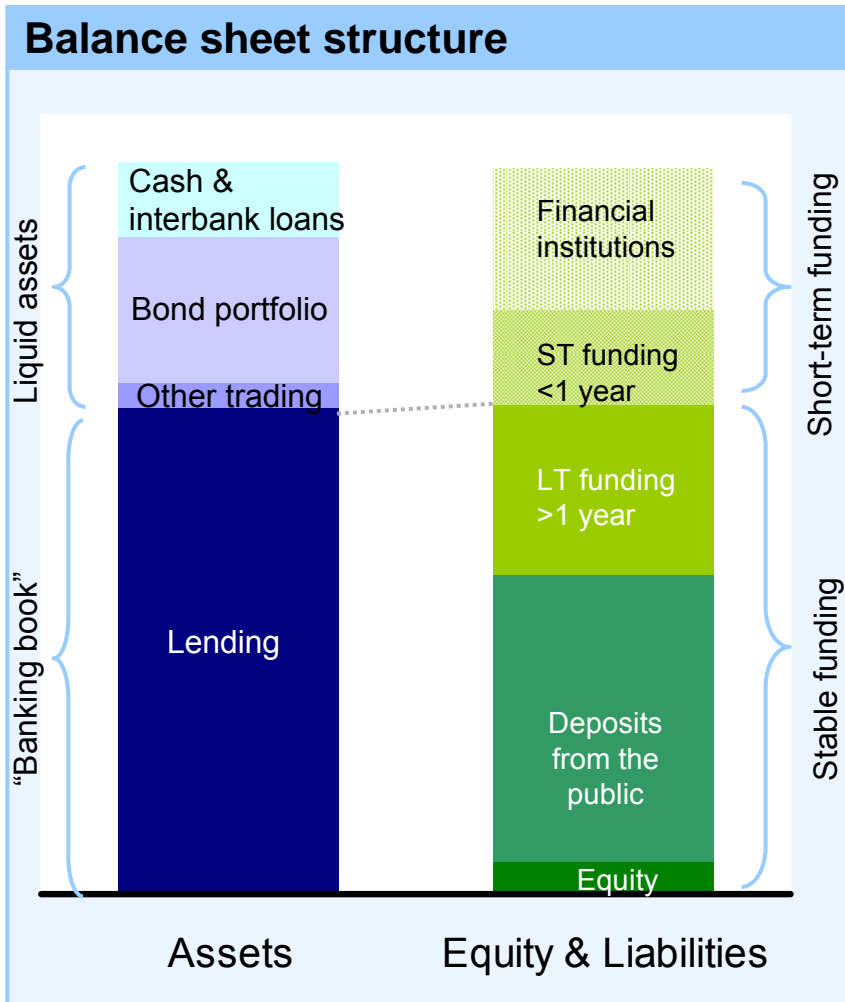 Balance sheet structure
Liquid assets
“Banking book”
Cash &
interbank loans
Bond portfolio
Other trading
Lending
Financial
institutions
ST funding
<1 year
LT funding
>1 year
Deposits
from the
public
Equity
Short-term funding
Stable funding
Assets
Equity & Liabilities